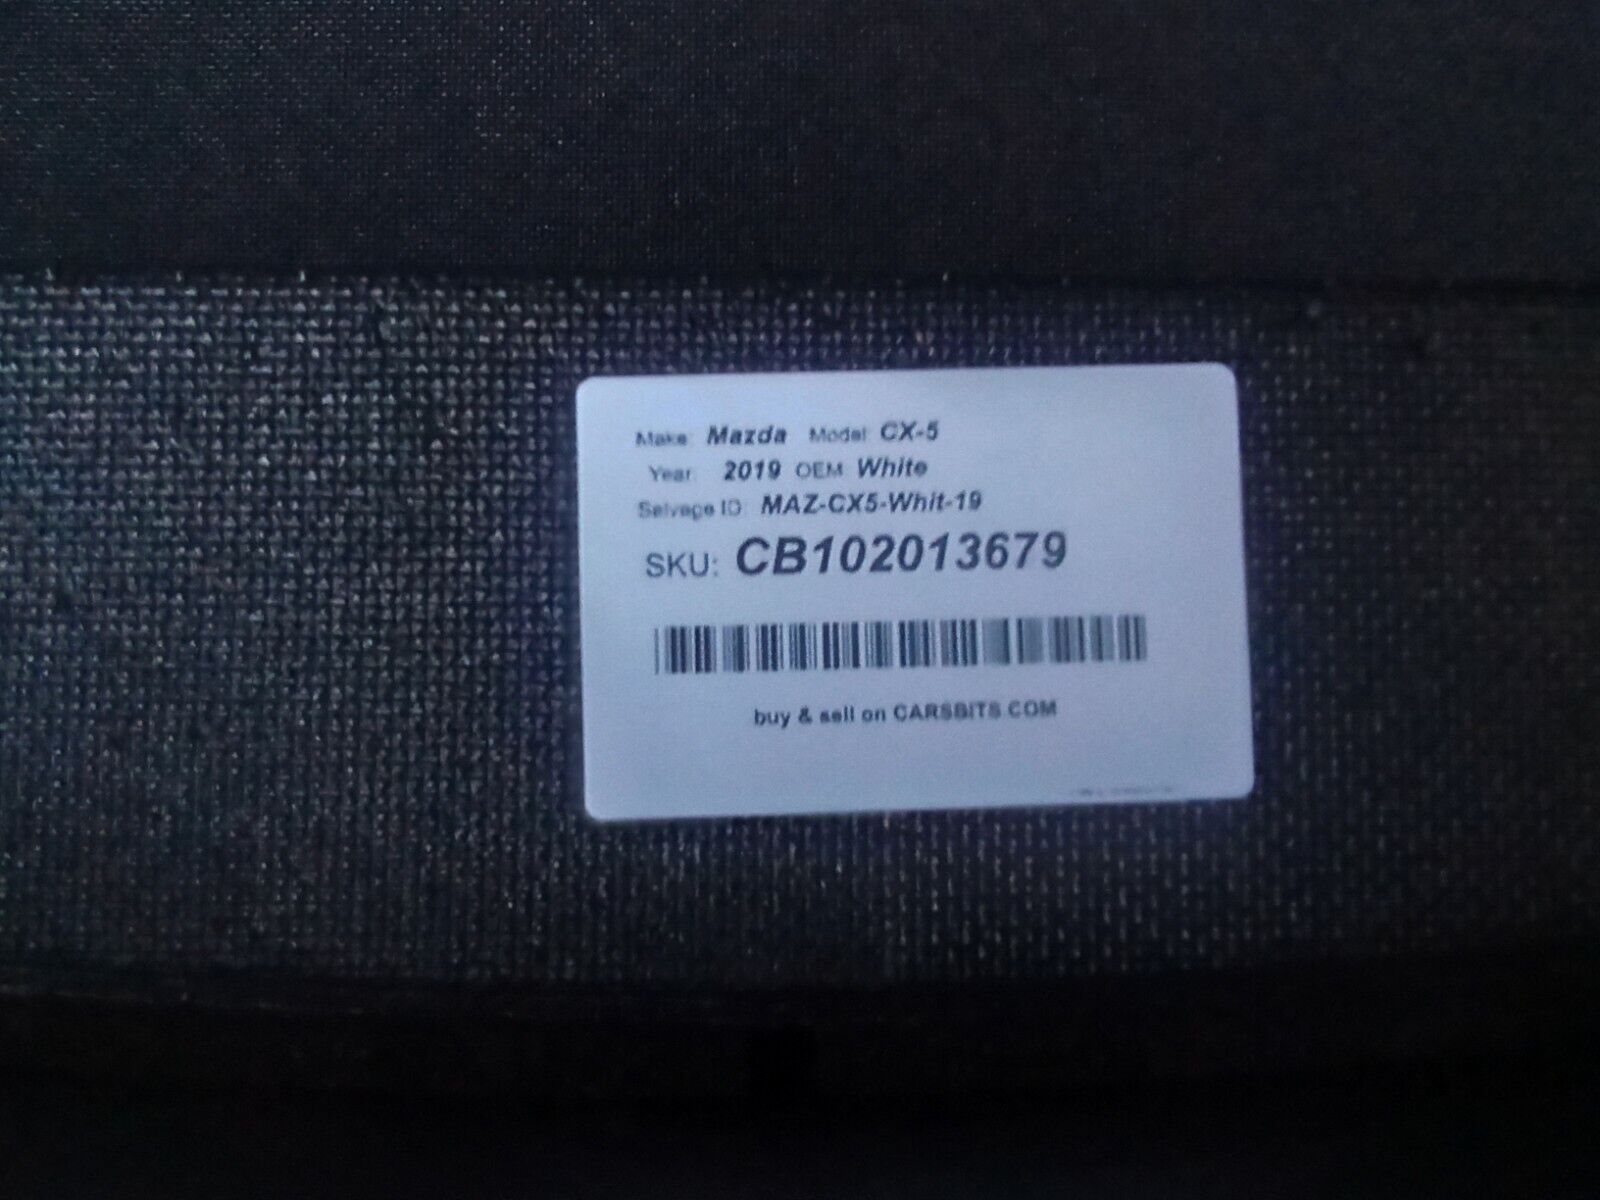 Make: Mazda Model: CX-5
Year: 2019 OEM: White
Salvage ID: MAZ-CX5-Whit-19
SKU: CB102013679
buy & sell on CARSBITS.COM